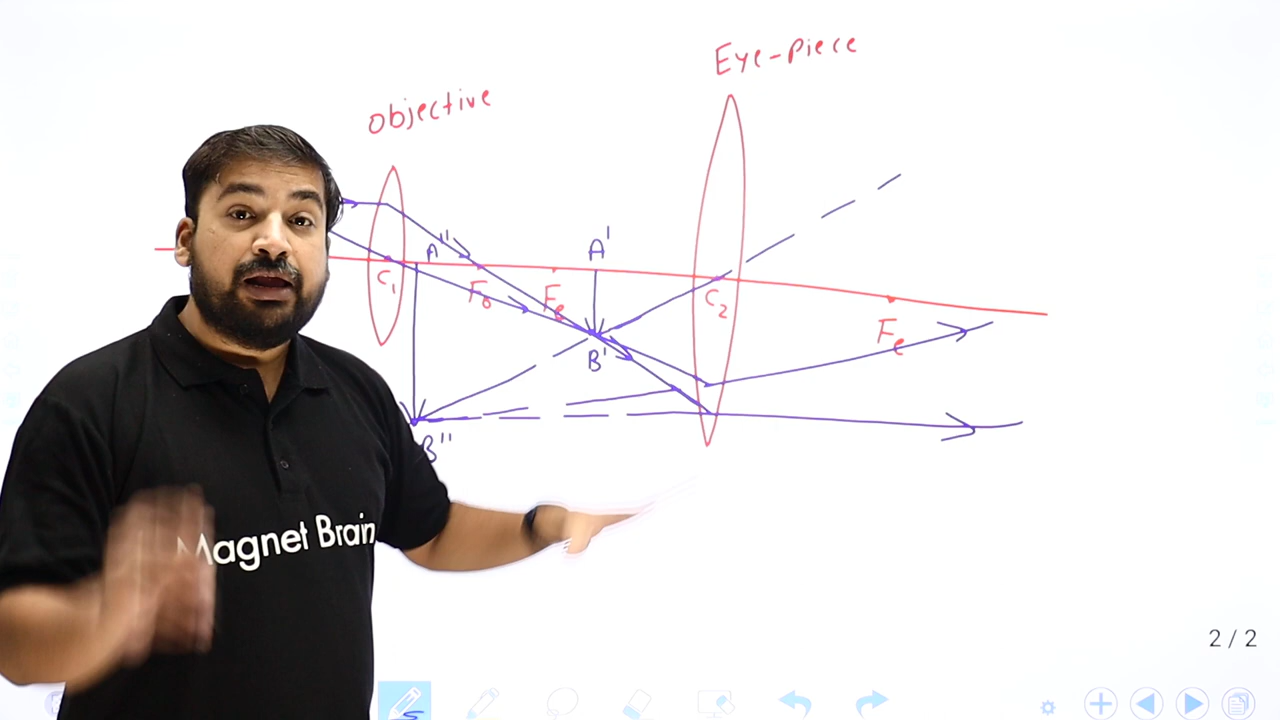 Eye-piece
Objective
A'
A''
C1
Fo
Fe
C2
Fe
B'
B''
Magnet Brain
2 / 2